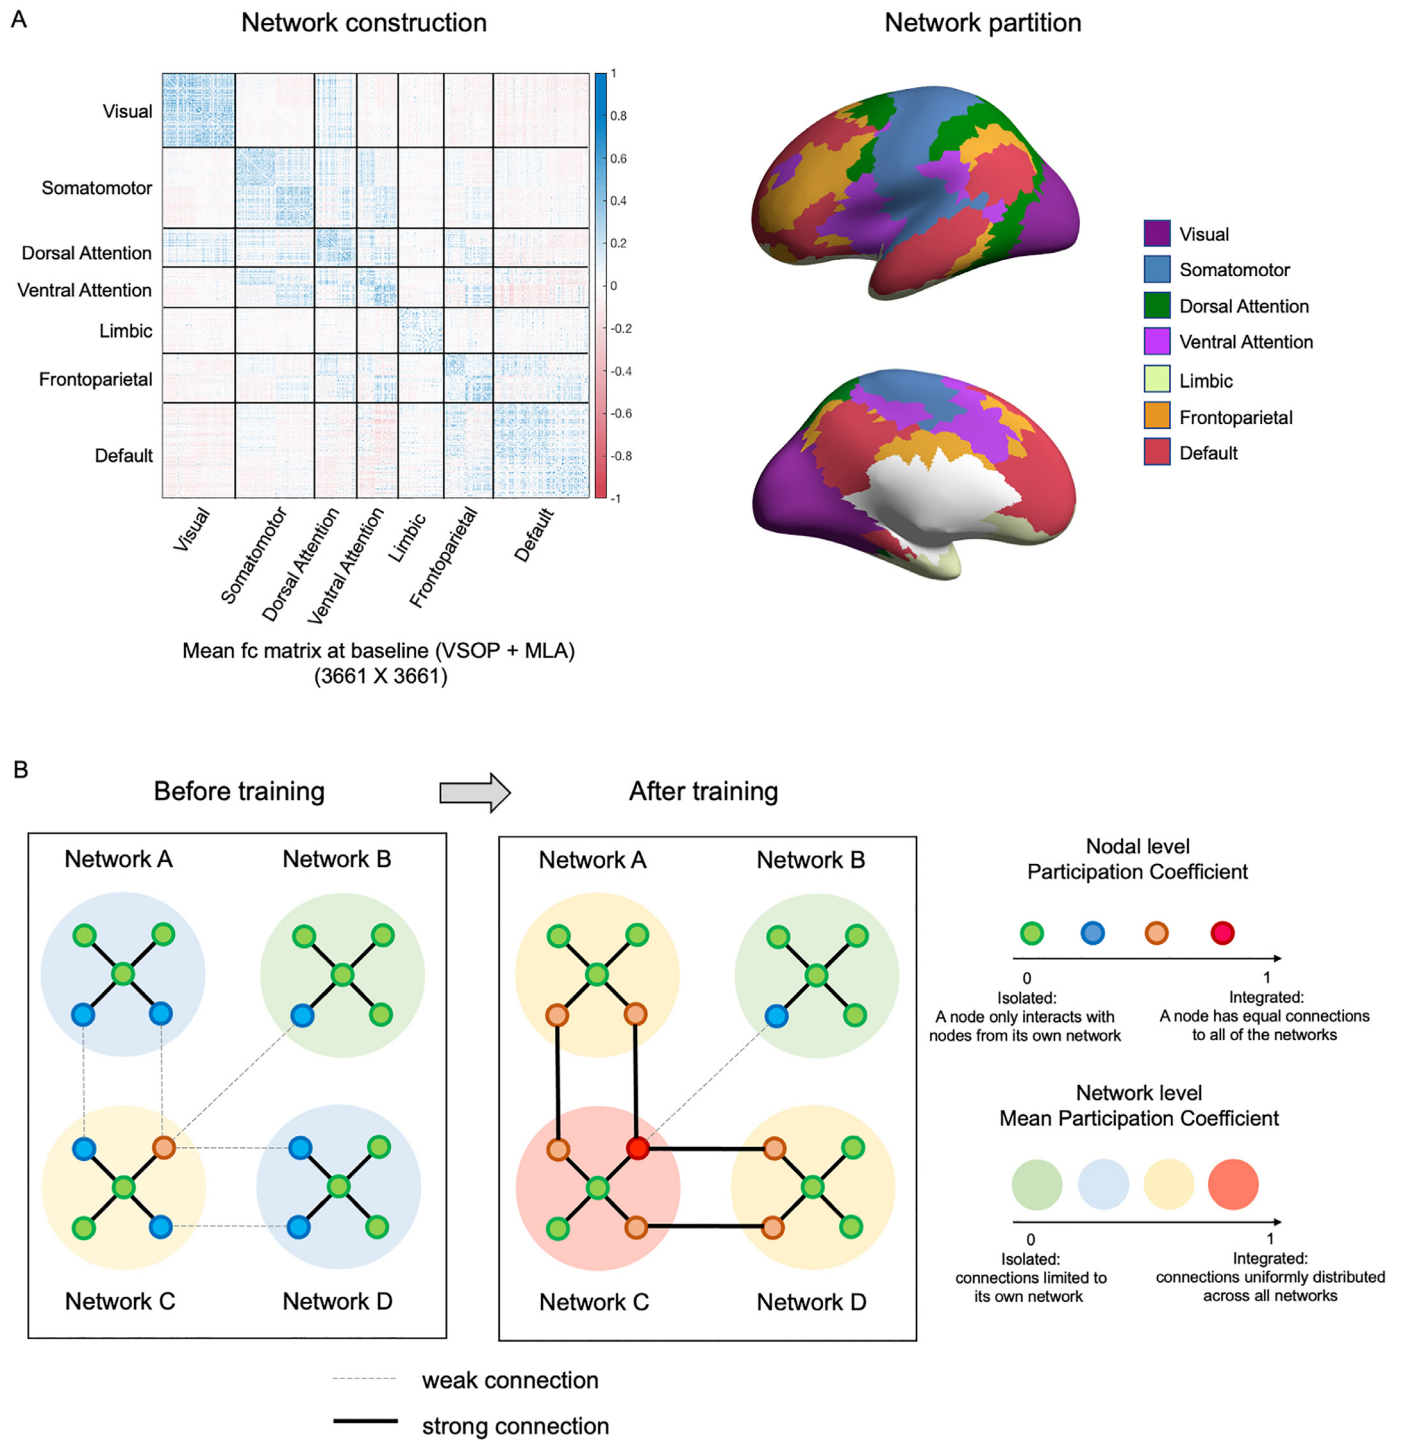 A
Network construction
Network partition
Visual
Somatomotor
Dorsal Attention
Ventral Attention
Limbic
Frontoparietal
Default
1
0.8
0.6
0.4
0.2
0
-0.2
-0.4
-0.6
-0.8
-1
Visual
Somatomotor
Dorsal Attention
Ventral Attention
Limbic
Frontoparietal
Default
Mean fc matrix at baseline (VSOP + MLA)
(3661 X 3661)
Visual
Somatomotor
Dorsal Attention
Ventral Attention
Limbic
Frontoparietal
Default
B
Before training
After training
Network A
Network B
Network C
Network D
Network A
Network B
Network C
Network D
weak connection
strong connection
Nodal level
Participation Coefficient
0
1
Isolated:
A node only interacts with
nodes from its own network
Integrated:
A node has equal connections
to all of the networks
Network level
Mean Participation Coefficient
0
1
Isolated:
connections limited to
its own network
Integrated:
connections uniformly distributed
across all networks